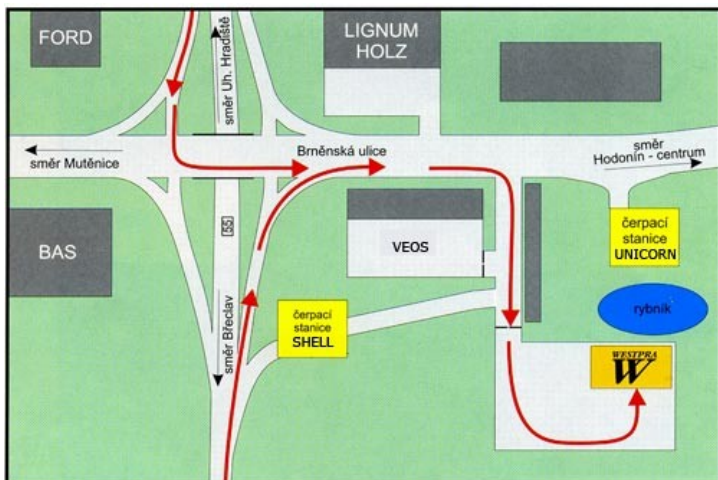 FORD
směr Uh. Hradiště
LIGNUM
HOLZ
směr Mutěnice
Brněnská ulice
směr
Hodonín - centrum
BAS
55
VEOS
čerpací
stanice
UNICORN
směr Břeclav
čerpací
stanice
SHELL
rybník
WESTPRA
W